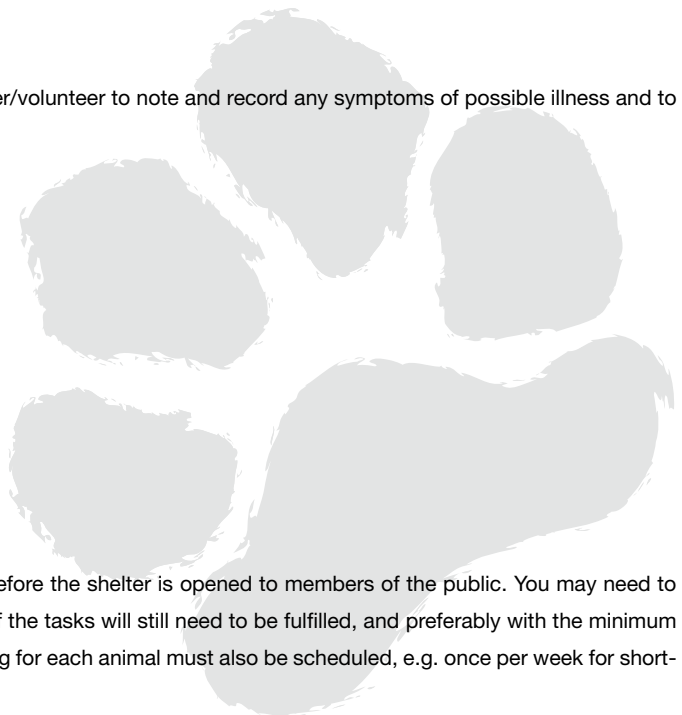 er/volunteer to note and record any symptoms of possible illness and to
efore the shelter is opened to members of the public. You may need to
f the tasks will still need to be fulfilled, and preferably with the minimum
g for each animal must also be scheduled, e.g. once per week for short-